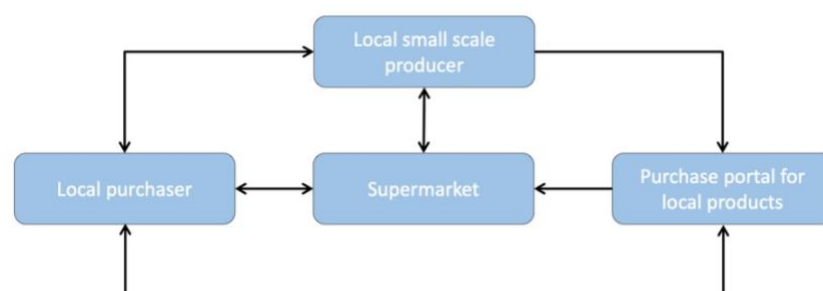 Local small scale
producer
Local purchaser
Supermarket
Purchase portal for
local products